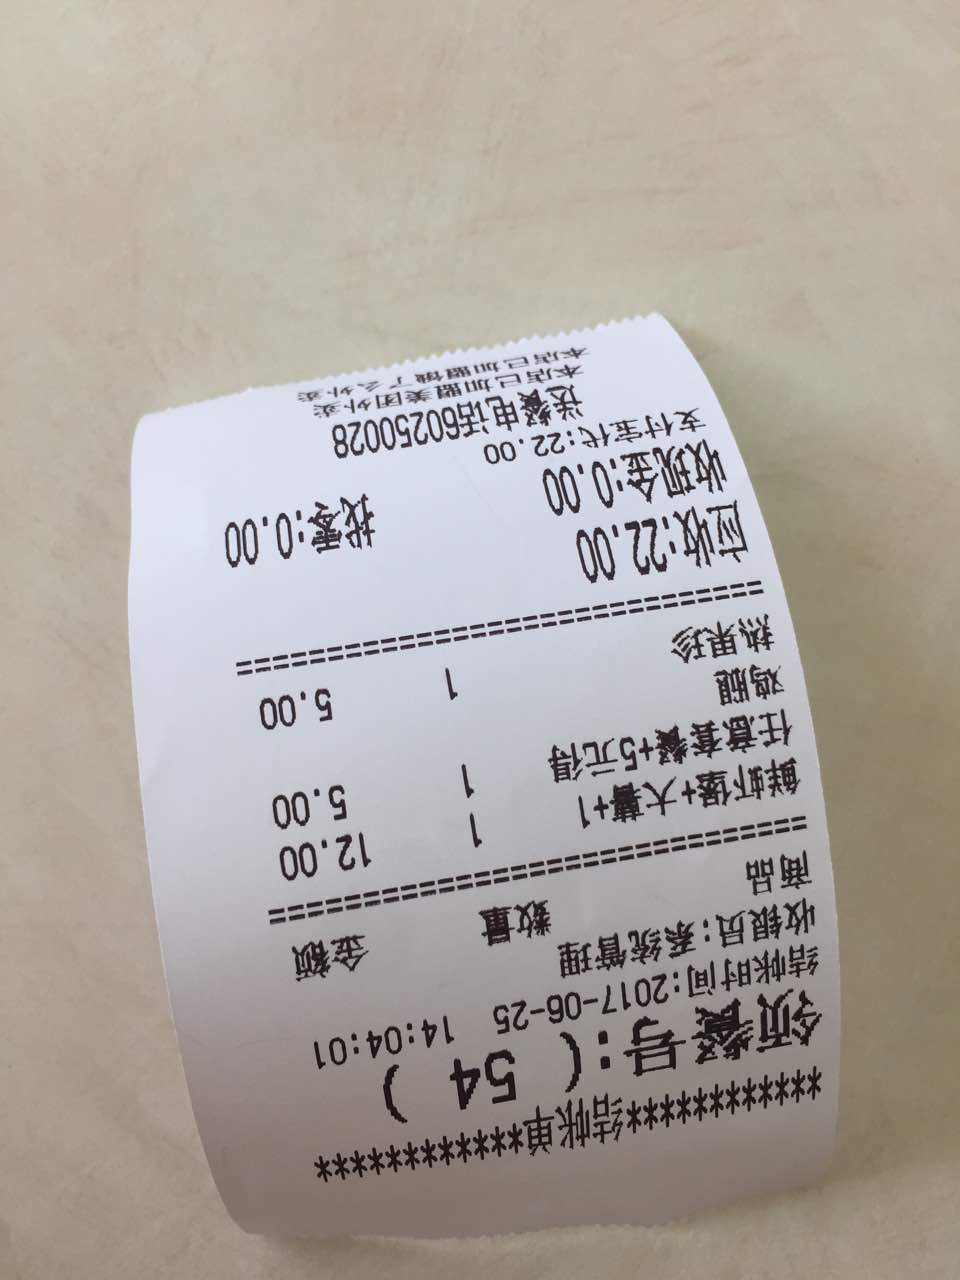 *************结帐单*************
领餐号:( 54 )
结帐时间:2017-06-25 14:04:01
收银员:系统管理
商品 数量 金额
==============================
鲜虾堡+大薯+1 1 12.00
任意套餐+5元得 1 5.00
鸡腿
热果珍 1 5.00
==============================
应收:22.00
收现金:0.00 找零:0.00
支付宝代:22.00
送餐电话60250028
本店已加盟美团外卖
本店已加盟饿了么外卖